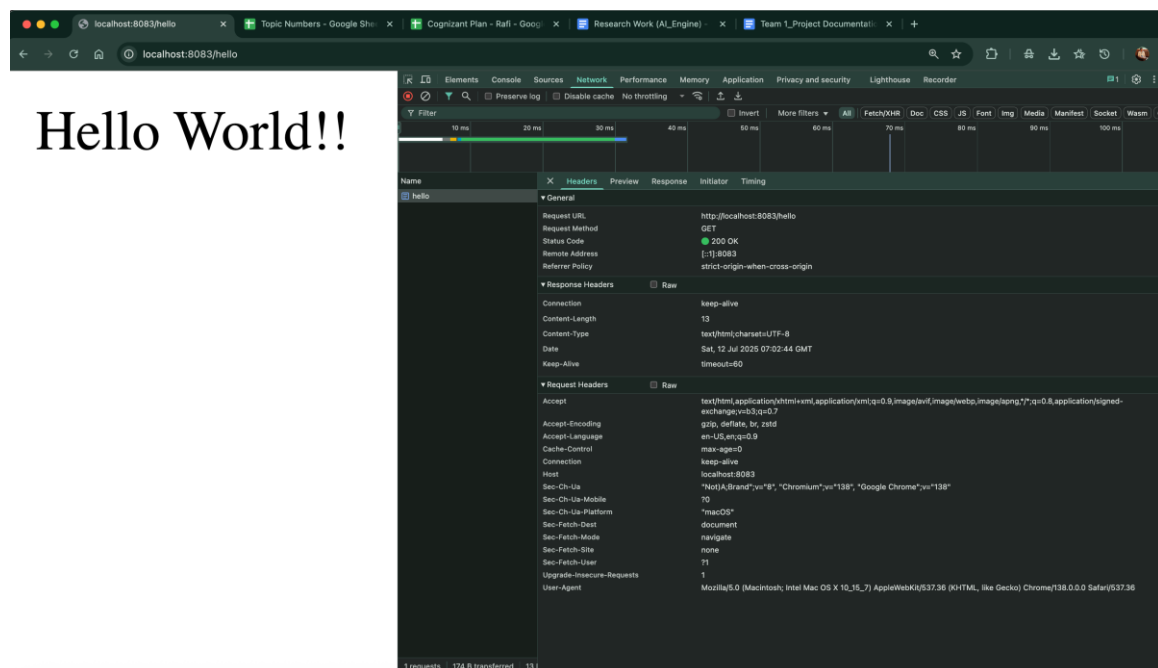 localhost:8083/hello
Topic Numbers - Google She
Cognizant Plan - Rafi - Goog
Research Work (AI_Engine) -
Team 1_Project Documentati
localhost:8083/hello
Hello World!!
Elements Console Sources Network Performance Memory Application Privacy and security Lighthouse Recorder 1
Preserve log Disable cache No throttling
Filter Invert More filters All Fetch/XHR Doc CSS JS Font Img Media Manifest Socket Wasm
10 ms 20 ms 30 ms 40 ms 50 ms 60 ms 70 ms 80 ms 90 ms 100 ms
Name Headers Preview Response Initiator Timing
hello
General
Request URL http://localhost:8083/hello
Request Method GET
Status Code 200 OK
Remote Address [::1]:8083
Referrer Policy strict-origin-when-cross-origin
Response Headers Raw
Connection keep-alive
Content-Length 13
Content-Type text/html;charset=UTF-8
Date Sat, 12 Jul 2025 07:02:44 GMT
Keep-Alive timeout=60
Request Headers Raw
Accept text/html,application/xhtml+xml,application/xml;q=0.9,image/avif,image/webp,image/apng,*/*;q=0.8,application/signed-
exchange;v=b3;q=0.7
Accept-Encoding gzip, deflate, br, zstd
Accept-Language en-US,en;q=0.9
Cache-Control max-age=0
Connection keep-alive
Host localhost:8083
Sec-Ch-Ua "Not)A;Brand";v="8", "Chromium";v="138", "Google Chrome";v="138"
Sec-Ch-Ua-Mobile ?0
Sec-Ch-Ua-Platform "macOS"
Sec-Fetch-Dest document
Sec-Fetch-Mode navigate
Sec-Fetch-Site none
Sec-Fetch-User ?1
Upgrade-Insecure-Requests 1
User-Agent Mozilla/5.0 (Macintosh; Intel Mac OS X 10_15_7) AppleWebKit/537.36 (KHTML, like Gecko) Chrome/138.0.0.0 Safari/537.36
1 requests 174 B transferred 13